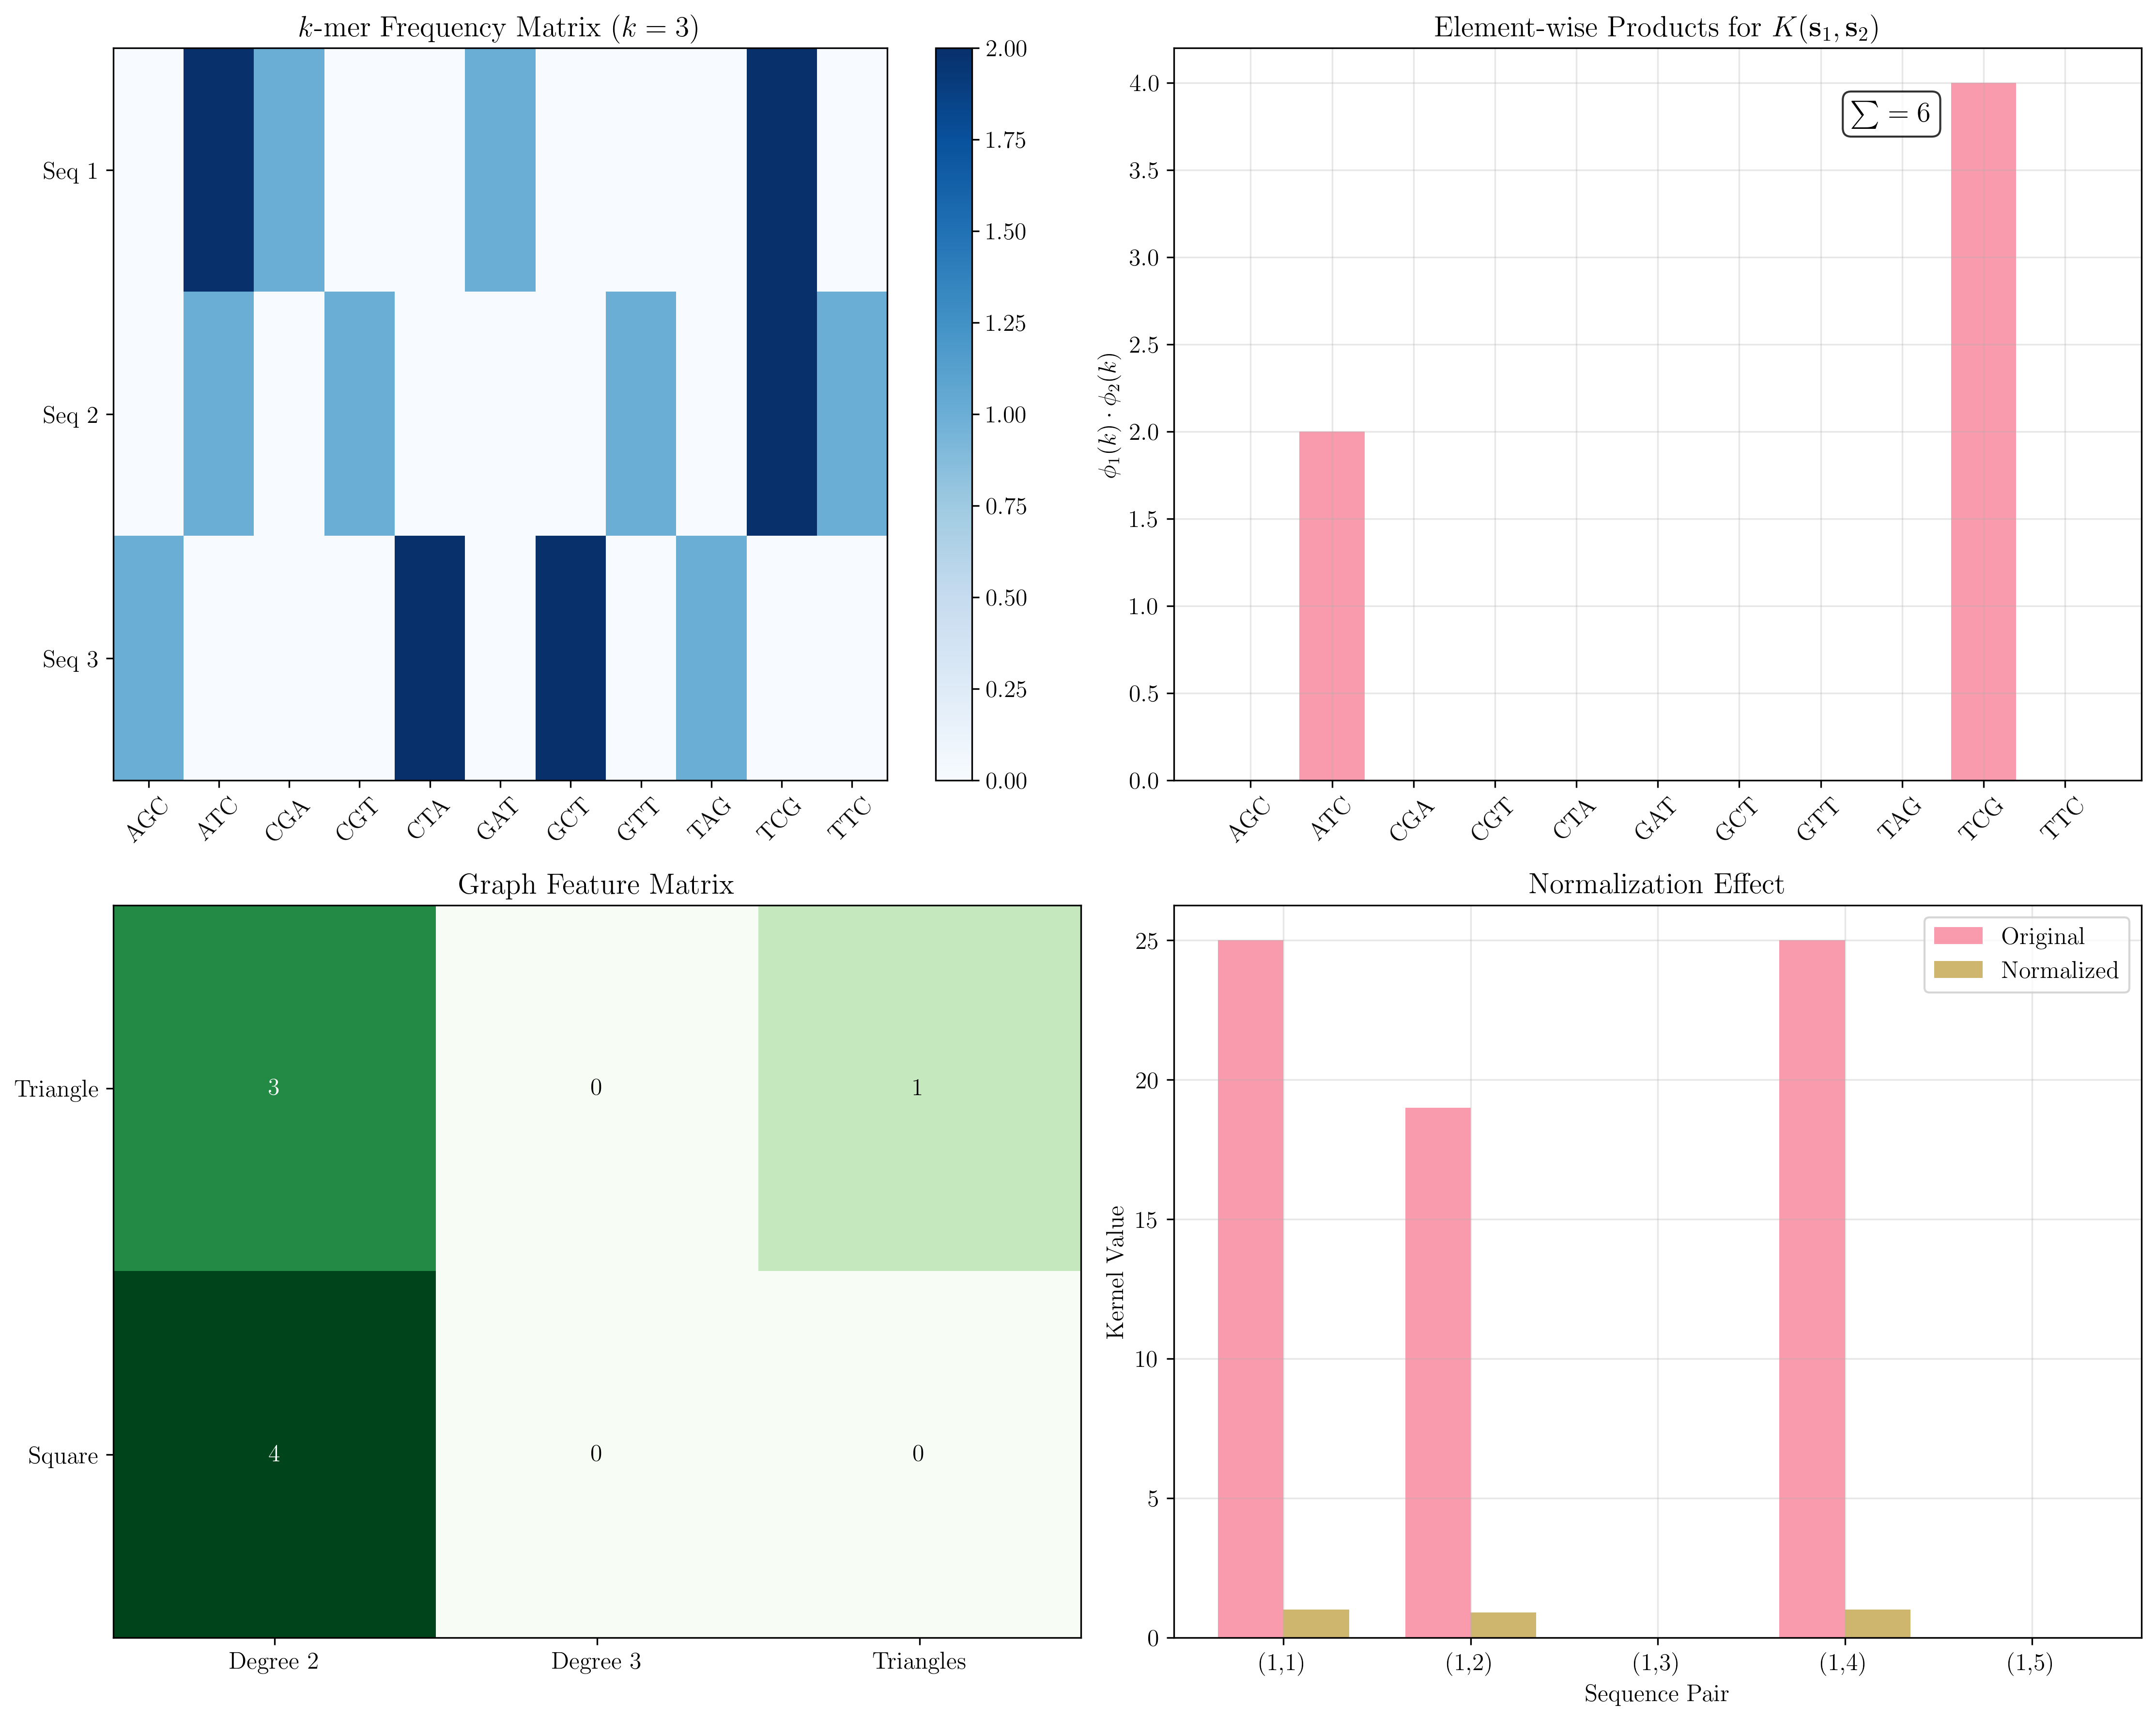 k-mer Frequency Matrix (k = 3)
Seq 1
Seq 2
Seq 3
AGC ATC CGA CGT CTA GAT GCT GTT TAG TCG TTC
2.00
1.75
1.50
1.25
1.00
0.75
0.50
0.25
0.00
Element-wise Products for K(s₁, s₂)
ϕ₁(k) · ϕ₂(k)
4.0
3.5
3.0
2.5
2.0
1.5
1.0
0.5
0.0
∑ = 6
AGC ATC CGA CGT CTA GAT GCT GTT TAG TCG TTC
Graph Feature Matrix
Triangle 3 0 1
Square 4 0 0
Degree 2 Degree 3 Triangles
Normalization Effect
Kernel Value
25
20
15
10
5
0
Original
Normalized
(1,1) (1,2) (1,3) (1,4) (1,5)
Sequence Pair